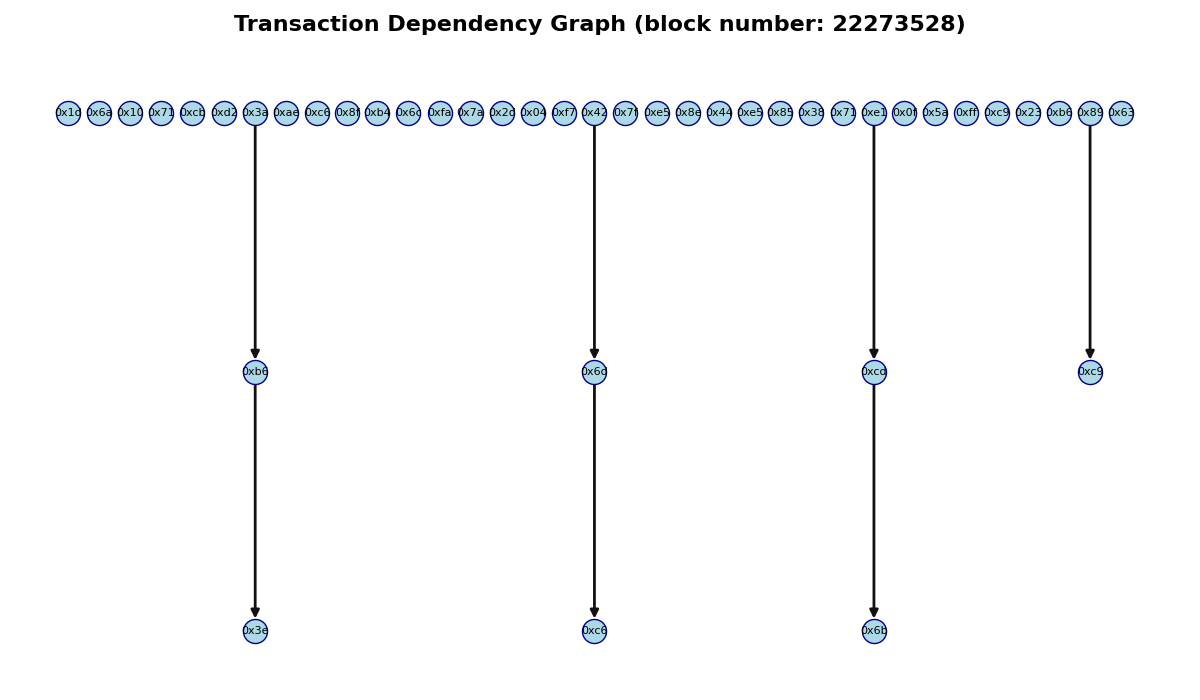 Transaction Dependency Graph (block number: 22273528)
0x1d 0x6a 0x10 0x71 0xcb 0xd2 0x3a 0xae 0xc6 0x8f 0xb4 0x6c 0xfa 0x7a 0x2d 0x04 0xf7 0x42 0x7f 0xe5 0x8e 0x44 0xe5 0x85 0x38 0x71 0xe1 0x0f 0x5a 0xff 0xc9 0x23 0xb6 0x89 0x63
0xb6 0x6d 0xcd 0xc9
0x3e 0xc6 0x6b